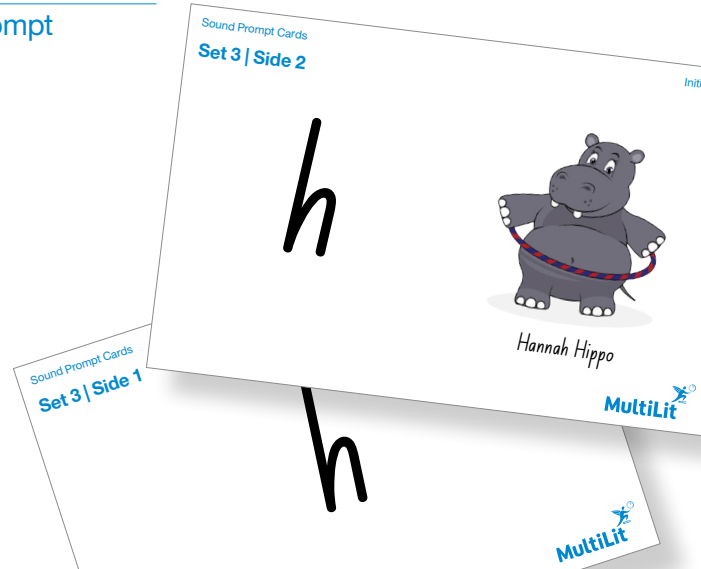 ompt
Sound Prompt Cards
Set 3 | Side 2
Initi
h
Hannah Hippo
MultiLit
Sound Prompt Cards
Set 3 | Side 1
h
MultiLit